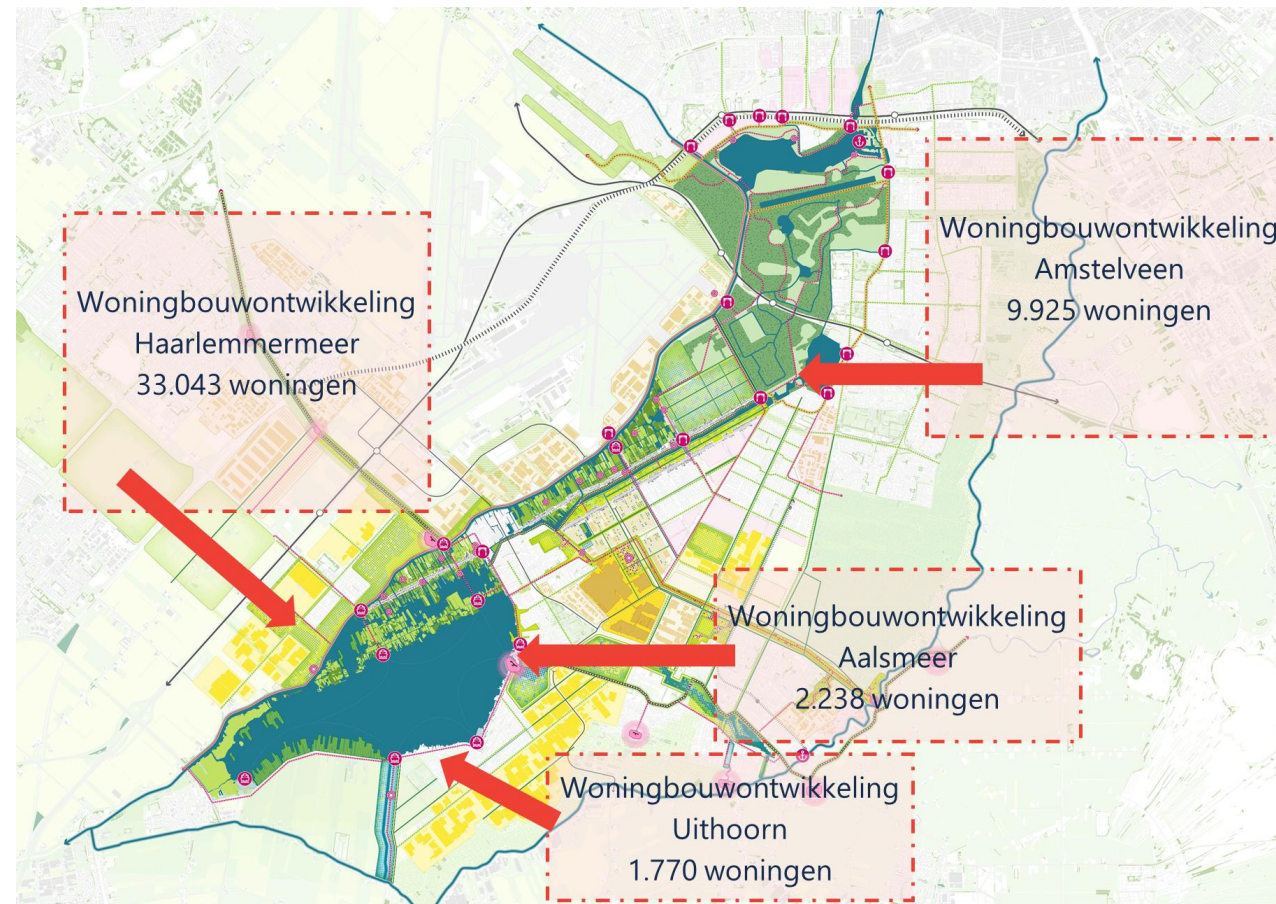 Woningbouwontwikkeling
Amstelveen
9.925 woningen
Woningbouwontwikkeling
Haarlemmermeer
33.043 woningen
Woningbouwontwikkeling
Aalsmeer
2.238 woningen
Woningbouwontwikkeling
Uithoorn
1.770 woningen